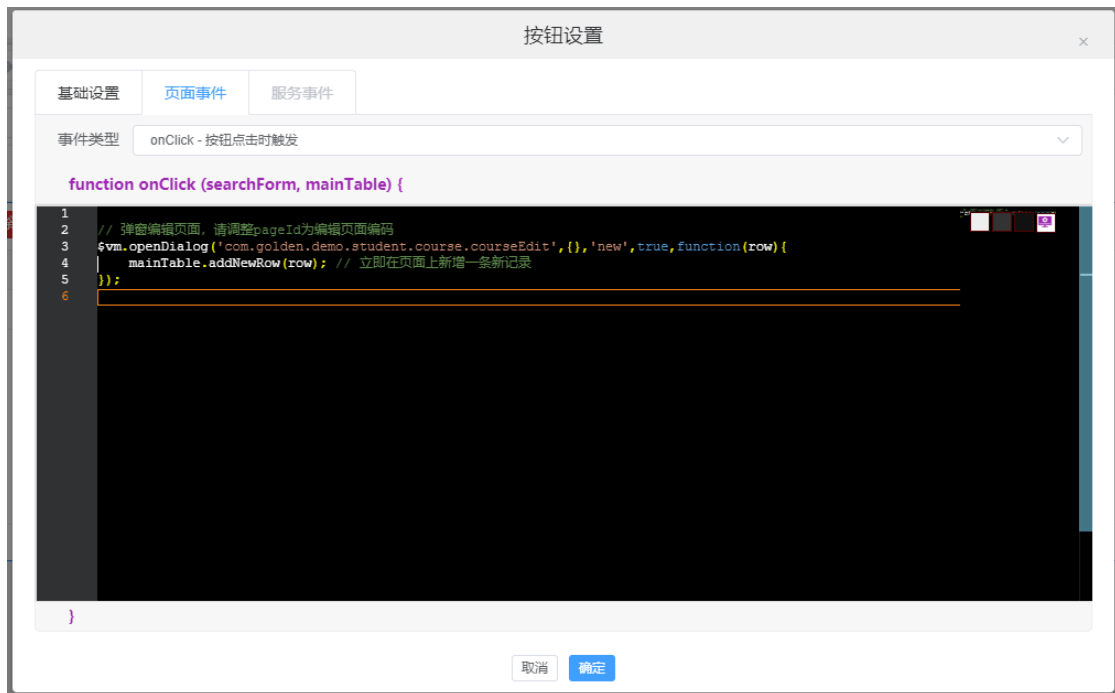 按钮设置
×
基础设置 页面事件 服务事件
事件类型 onClick - 按钮点击时触发
function onClick (searchForm, mainTable) {
1
2 // 弹窗编辑页面，请调整pageId为编辑页面编码
3 $vm.openDialog('com.golden.demo.student.course.courseEdit',{},'new',true,function(row){
4 mainTable.addNewRow(row); // 立即在页面上新增一条新记录
5 });
6
}
取消 确定